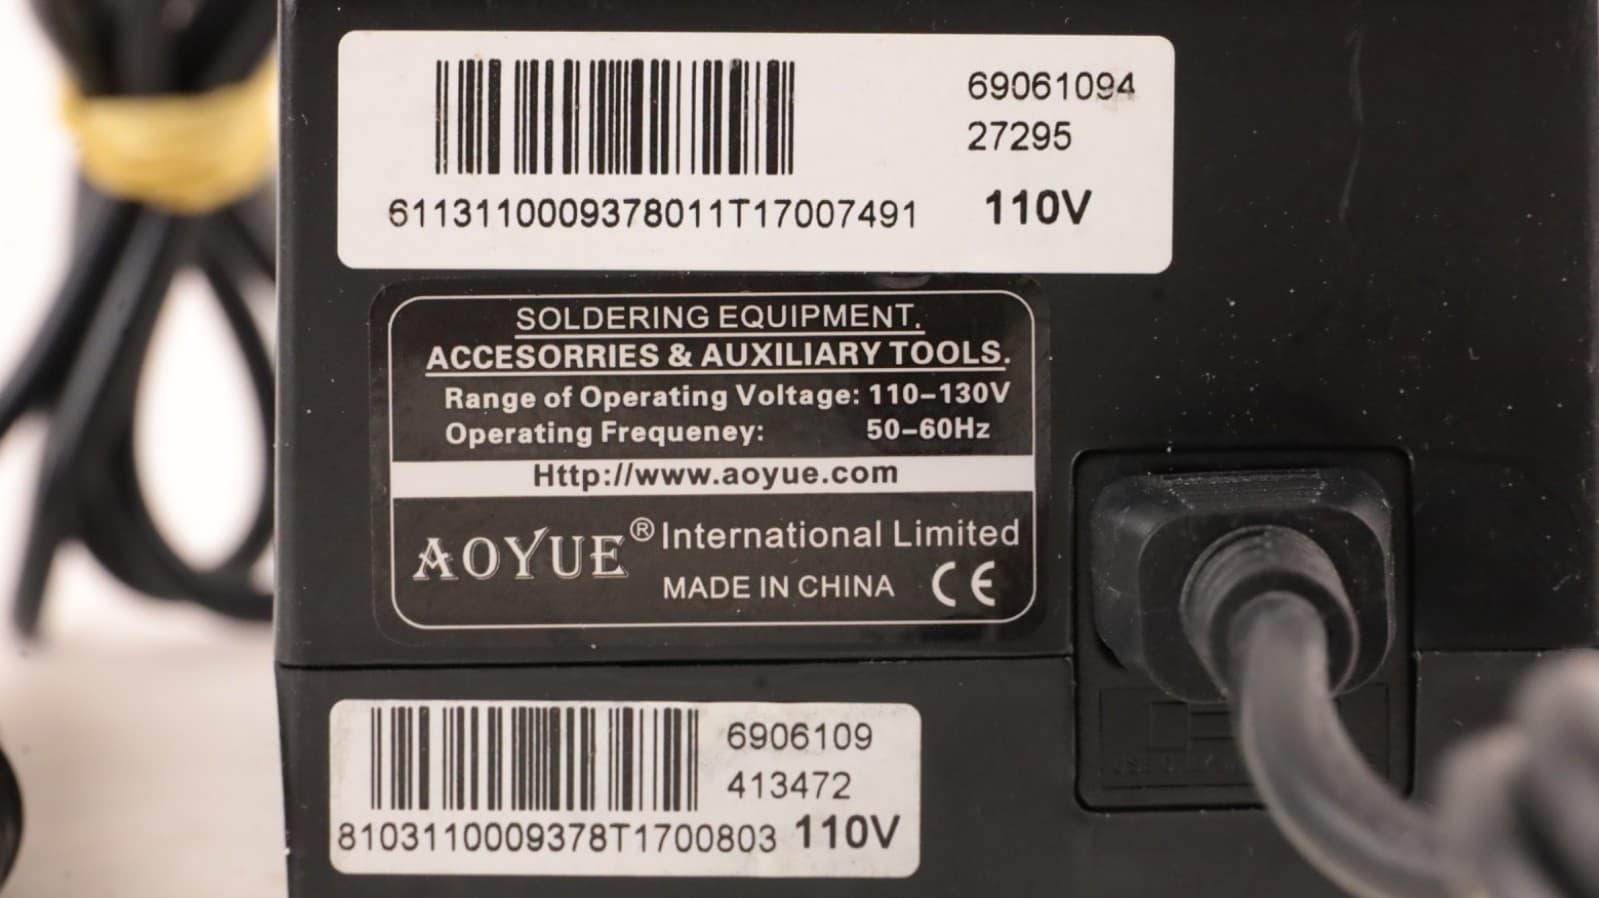 69061094
27295
6113110009378011T17007491
110V
SOLDERING EQUIPMENT.
ACCESORRIES & AUXILIARY TOOLS.
Range of Operating Voltage: 110-130V
Operating Frequeney: 50-60Hz
Http://www.aoyue.com
AOYUE® International Limited
MADE IN CHINA CE
6906109
413472
8103110009378T1700803 110V